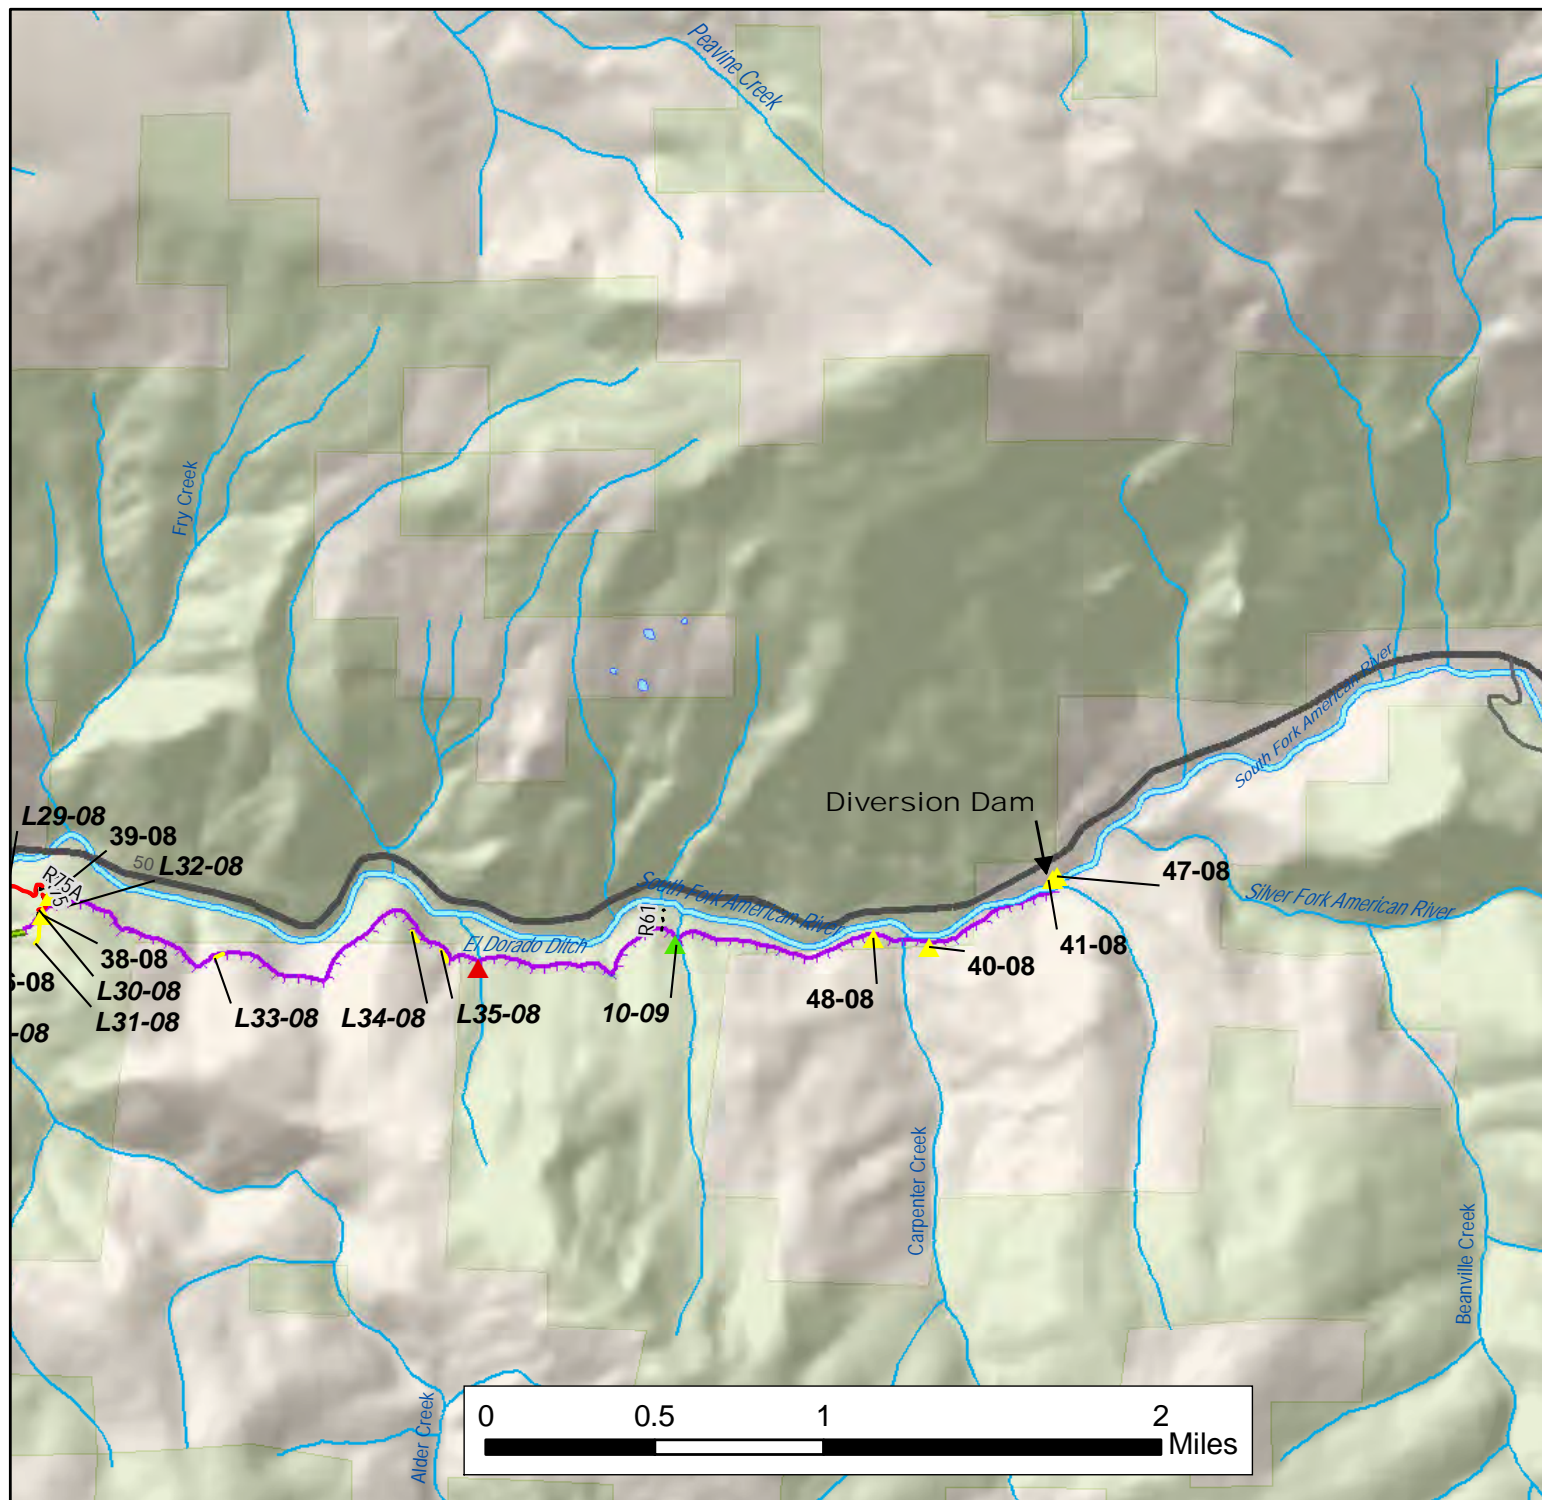 Peavine Creek
Fry Creek
South Fork American River
Diversion Dam
L29-08
39-08
50
L32-08
R75A
47-08
Silver Fork American River
South Fork American River
R61
El Dorado Ditch
41-08
38-08
40-08
L30-08
48-08
L31-08
L33-08
L34-08
L35-08
10-09
-08
Carpenter Creek
Beanville Creek
Alder Creek
0 0.5 1 2
Miles